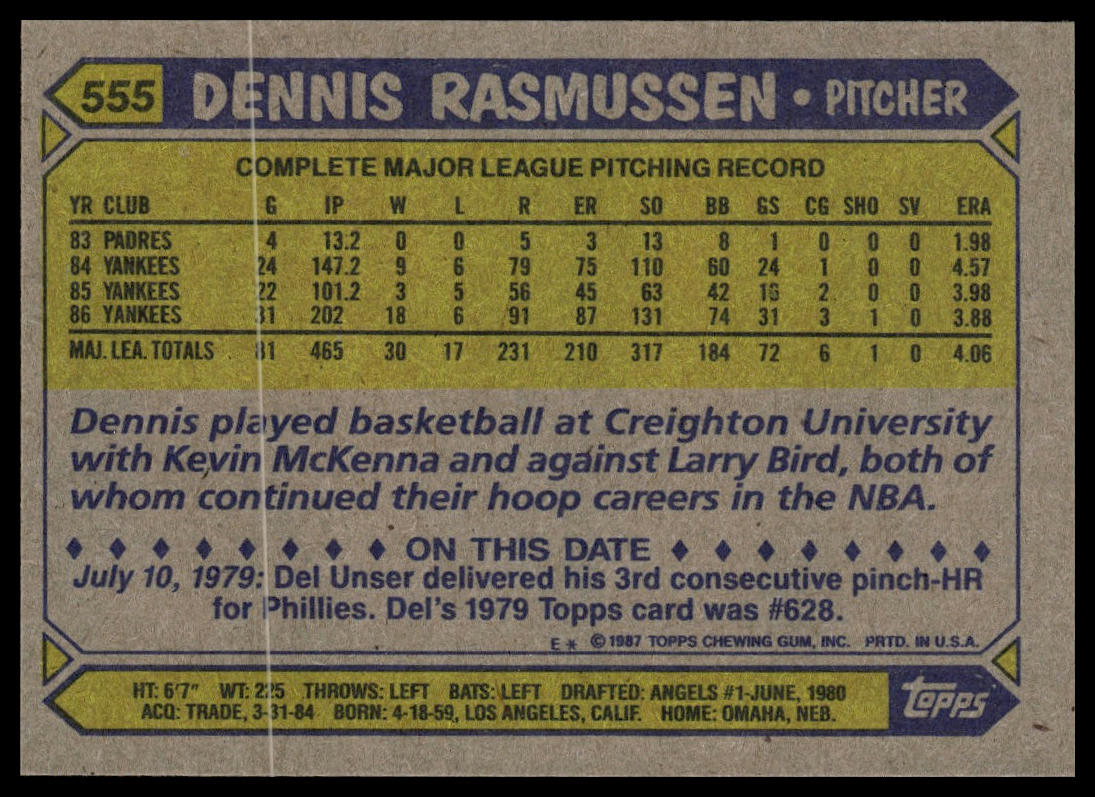 555 DENNIS RASMUSSEN • PITCHER
COMPLETE MAJOR LEAGUE PITCHING RECORD
YR CLUB G IP W L R ER SO BB GS CG SHO SV ERA
83 PADRES 4 13.2 0 0 5 3 13 8 1 0 0 0 1.98
84 YANKEES 24 147.2 9 6 79 75 110 60 24 1 0 0 4.57
85 YANKEES 22 101.2 3 5 56 45 63 42 16 2 0 0 3.98
86 YANKEES 31 202 18 6 91 87 131 74 31 3 1 0 3.88
MAJ. LEA. TOTALS 81 465 30 17 231 210 317 184 72 6 1 0 4.06
Dennis played basketball at Creighton University
with Kevin McKenna and against Larry Bird, both of
whom continued their hoop careers in the NBA.
ON THIS DATE
July 10, 1979: Del Unser delivered his 3rd consecutive pinch-HR
for Phillies. Del's 1979 Topps card was #628.
E* © 1987 TOPPS CHEWING GUM, INC. PRTD. IN U.S.A.
HT: 6'7" WT: 225 THROWS: LEFT BATS: LEFT DRAFTED: ANGELS #1-JUNE, 1980
ACQ: TRADE, 3-31-84 BORN: 4-18-59, LOS ANGELES, CALIF. HOME: OMAHA, NEB.
topps